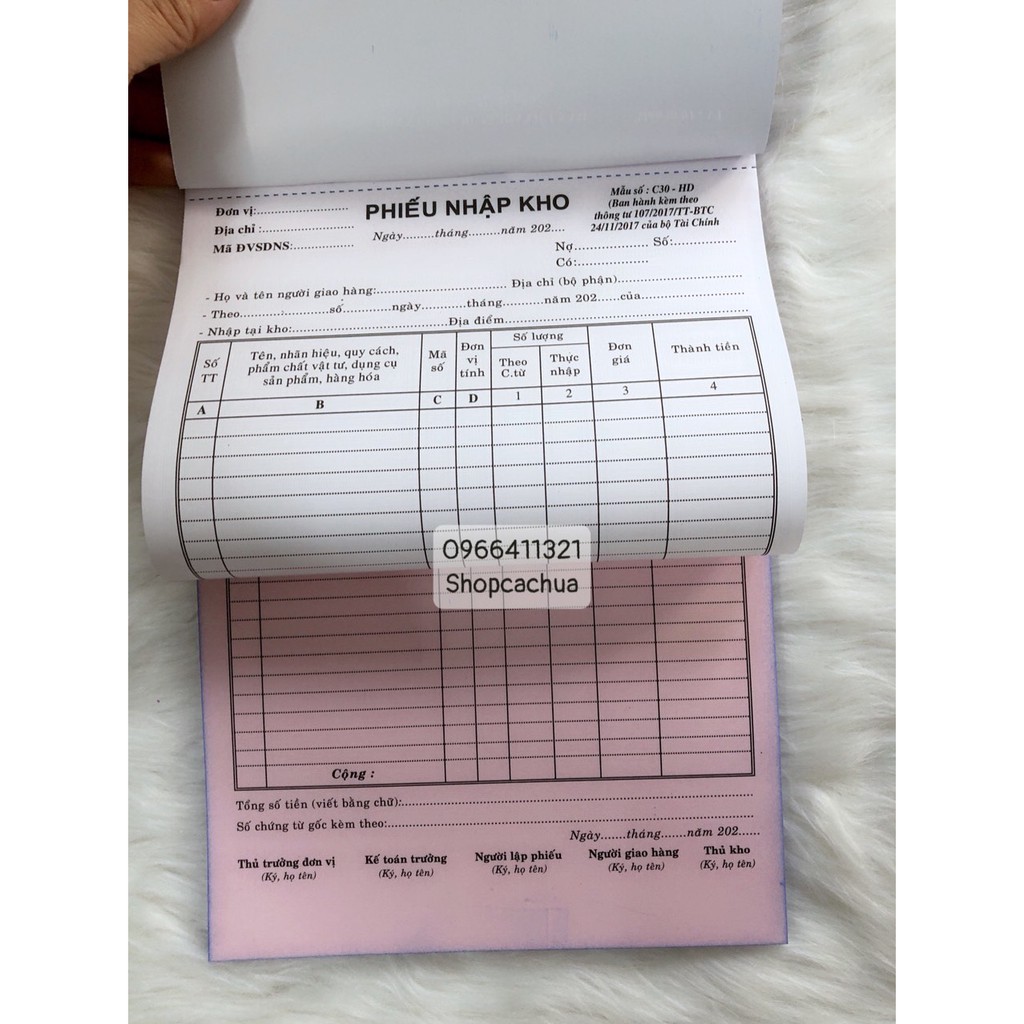 Đơn vị:..........................
PHIẾU NHẬP KHO
Mẫu số : C30 - HD
(Ban hành kèm theo
thông tư 107/2017/TT-BTC
24/11/2017 của bộ Tài Chính
Địa chỉ :..........................
Mã ĐVSDNS:.................
Ngày........tháng........năm 202....
Nợ................... Số:................
Có:..................
- Họ và tên người giao hàng:.......................... Địa chỉ (bộ phận)..........................
- Theo......................số............ngày...........tháng.........năm 202......của......................
- Nhập tại kho:.....................................Địa điểm......................................................
Số TT
Tên, nhãn hiệu, quy cách, phẩm chất vật tư, dụng cụ sản phẩm, hàng hóa
Mã số
Đơn vị tính
Số lượng
Theo C.từ
Thực nhập
Đơn giá
Thành tiền
A B C D 1 2 3 4
0966411321
Shopcachua
Cộng :
Tổng số tiền (viết bằng chữ):.....................................................................
Số chứng từ gốc kèm theo:.........................................................................
Ngày.......tháng.......năm 202......
Thủ trưởng đơn vị Kế toán trưởng Người lập phiếu Người giao hàng Thủ kho
(Ký, họ tên) (Ký, họ tên) (Ký, họ tên) (Ký, họ tên) (Ký, họ tên)